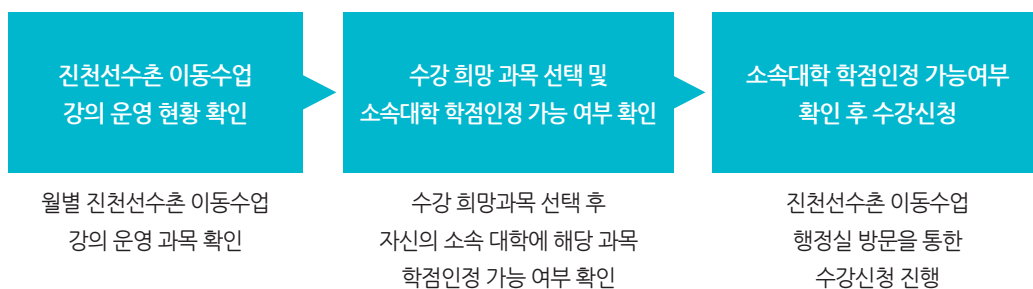 진천선수촌 이동수업
강의 운영 현황 확인
수강 희망 과목 선택 및
소속대학 학점인정 가능 여부 확인
소속대학 학점인정 가능여부
확인 후 수강신청
월별 진천선수촌 이동수업
강의 운영 과목 확인
수강 희망과목 선택 후
자신의 소속 대학에 해당 과목
학점인정 가능 여부 확인
진천선수촌 이동수업
행정실 방문을 통한
수강신청 진행